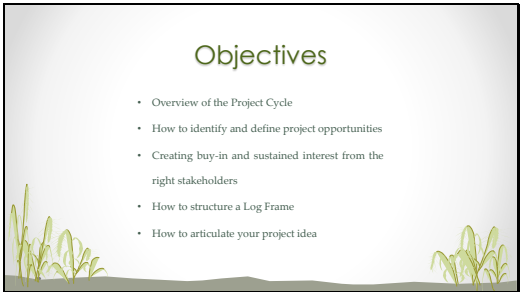 Objectives
• Overview of the Project Cycle
• How to identify and define project opportunities
• Creating buy-in and sustained interest from the
right stakeholders
• How to structure a Log Frame
• How to articulate your project idea